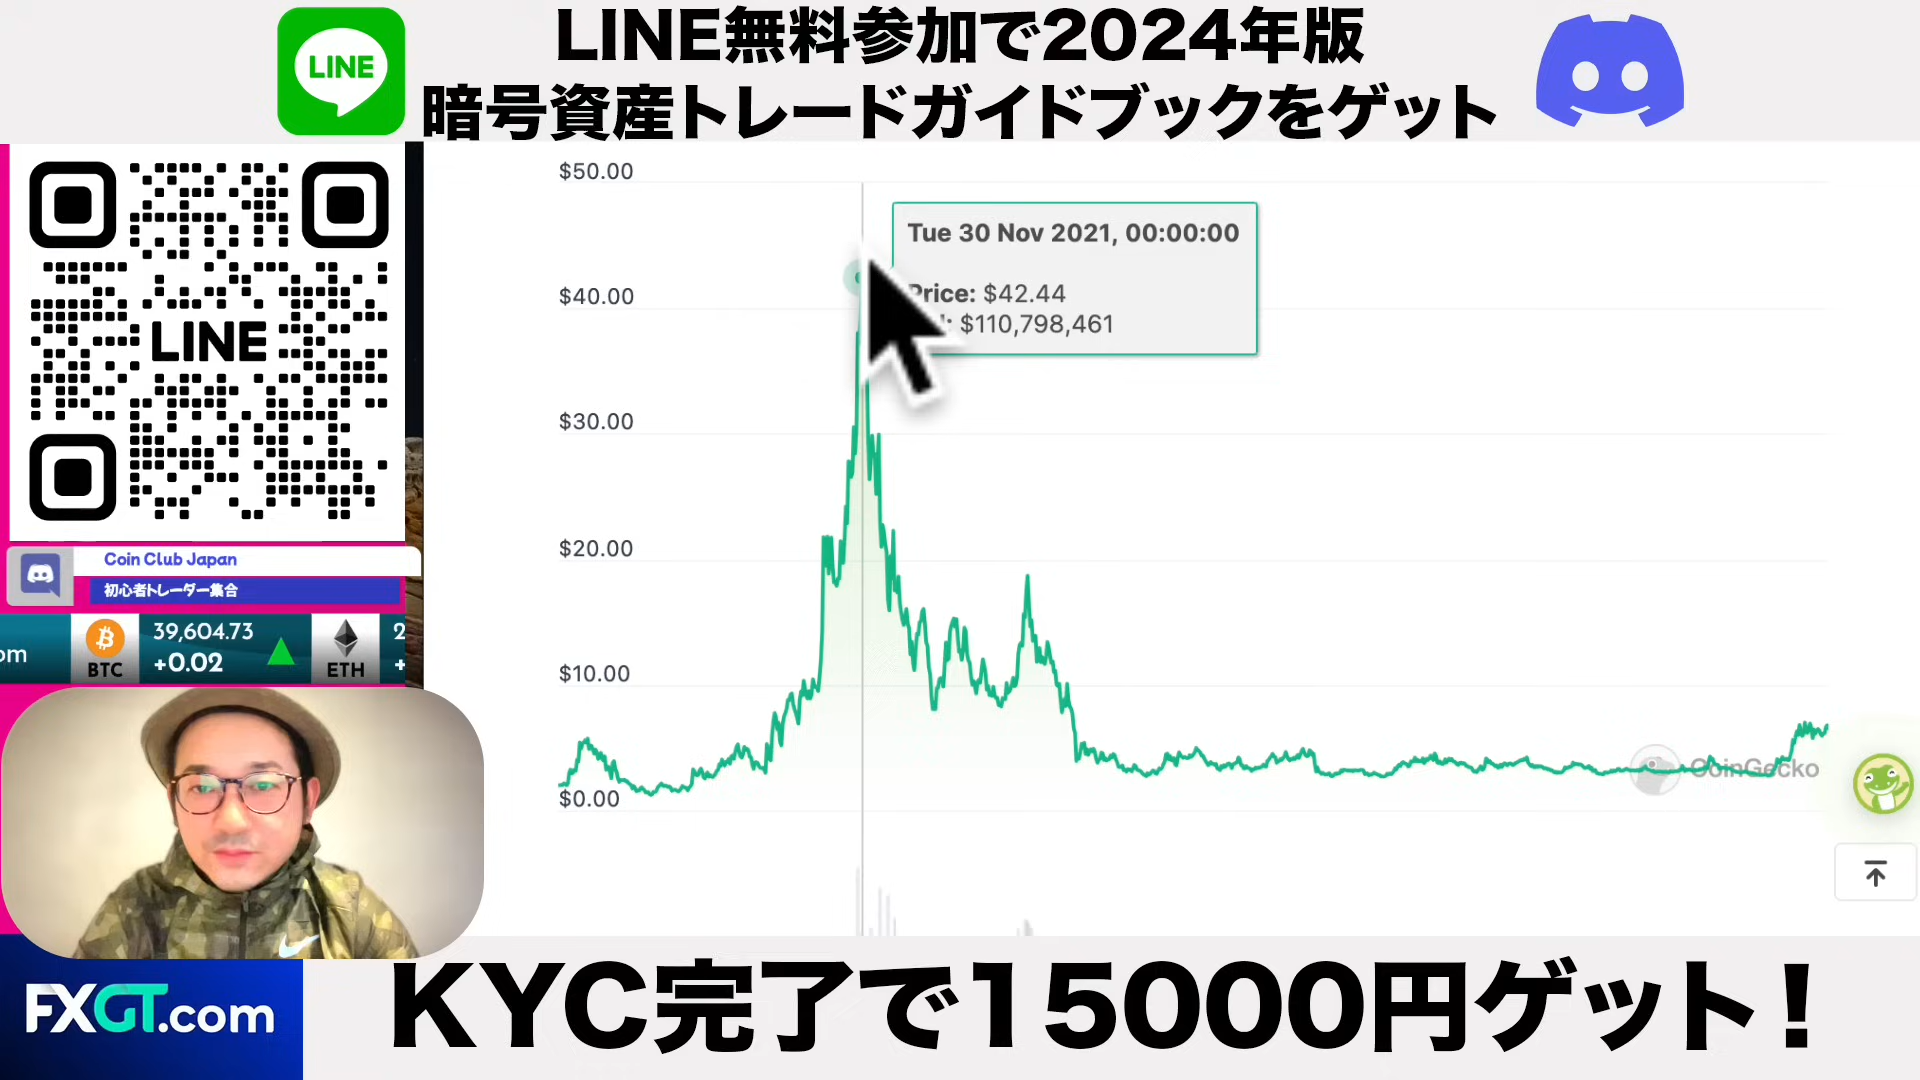 LINE
LINE無料参加で2024年版
暗号資産トレードガイドブックをゲット
LINE
Coin Club Japan
初心者トレーダー集合
om
BTC
39,604.73
+0.02
ETH
2
+
$50.00
$40.00
$30.00
$20.00
$10.00
$0.00
Tue 30 Nov 2021, 00:00:00
Price: $42.44
$110,798,461
CoinGecko
FXGT.com
KYC完了で15000円ゲット！